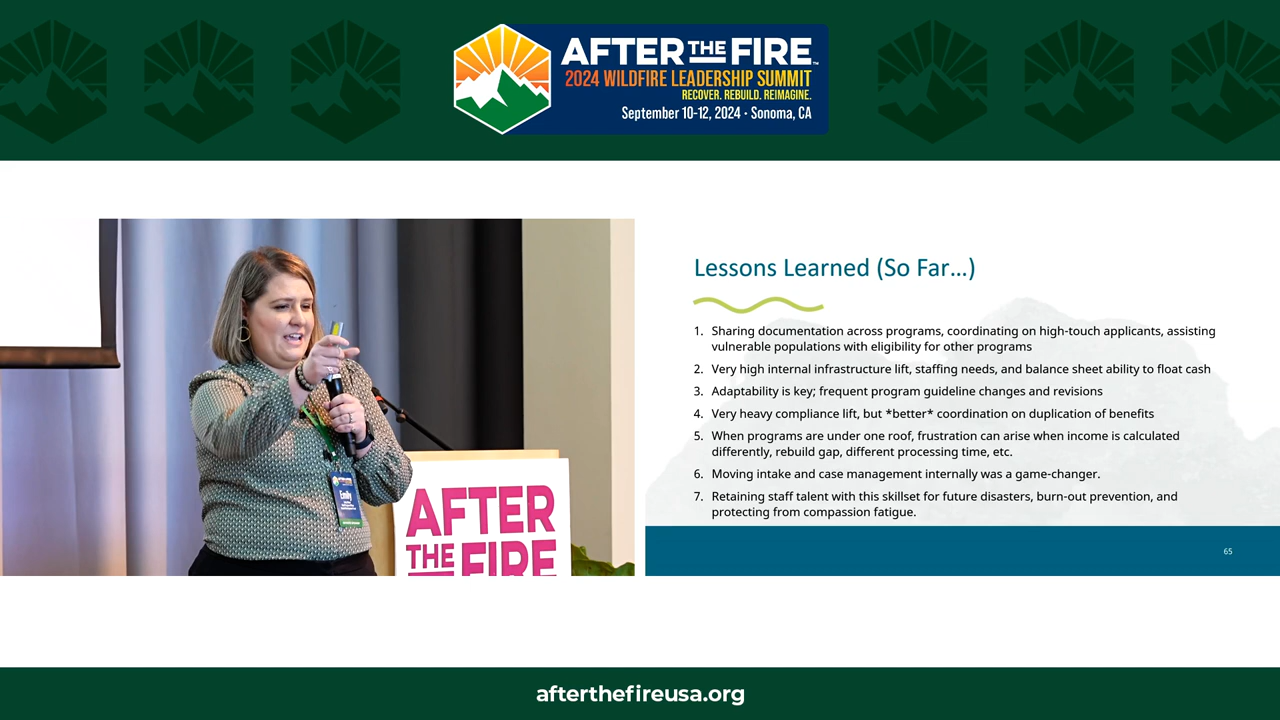 AFTER THE FIRE™
2024 WILDFIRE LEADERSHIP SUMMIT
RECOVER. REBUILD. REIMAGINE.
September 10-12, 2024 · Sonoma, CA
Emily
AFTER
THE FIRE
Lessons Learned (So Far…)
1. Sharing documentation across programs, coordinating on high-touch applicants, assisting
vulnerable populations with eligibility for other programs
2. Very high internal infrastructure lift, staffing needs, and balance sheet ability to float cash
3. Adaptability is key; frequent program guideline changes and revisions
4. Very heavy compliance lift, but *better* coordination on duplication of benefits
5. When programs are under one roof, frustration can arise when income is calculated
differently, rebuild gap, different processing time, etc.
6. Moving intake and case management internally was a game-changer.
7. Retaining staff talent with this skillset for future disasters, burn-out prevention, and
protecting from compassion fatigue.
65
afterthefireusa.org